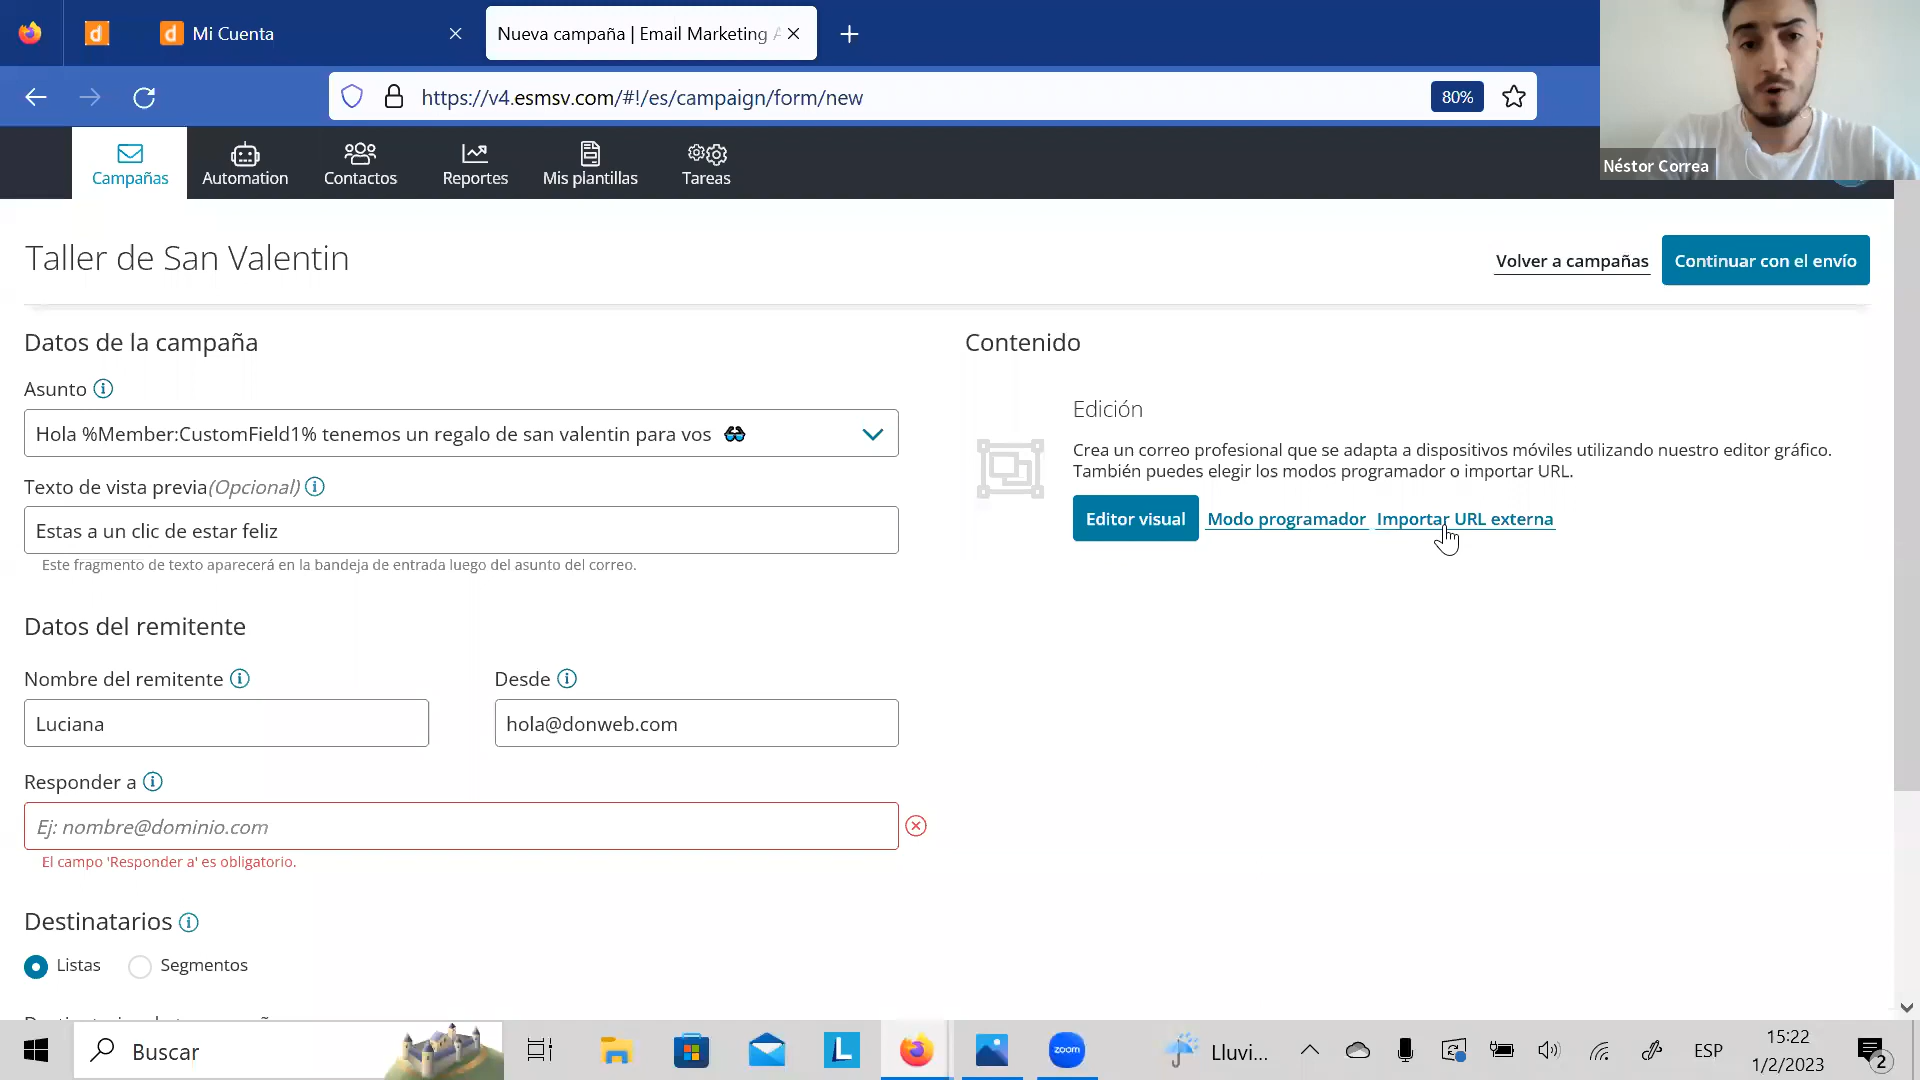 Mi Cuenta
Nueva campaña | Email Marketing
https://v4.esmsv.com/#!/es/campaign/form/new
80%
Néstor Correa
Campañas
Automation
Contactos
Reportes
Mis plantillas
Tareas
Taller de San Valentin
Volver a campañas
Continuar con el envío
Datos de la campaña
Asunto
Hola %Member:CustomField1% tenemos un regalo de san valentin para vos
Texto de vista previa(Opcional)
Estas a un clic de estar feliz
Este fragmento de texto aparecerá en la bandeja de entrada luego del asunto del correo.
Datos del remitente
Nombre del remitente
Desde
Luciana
hola@donweb.com
Responder a
Ej: nombre@dominio.com
El campo 'Responder a' es obligatorio.
Destinatarios
Listas
Segmentos
Contenido
Edición
Crea un correo profesional que se adapta a dispositivos móviles utilizando nuestro editor gráfico.
También puedes elegir los modos programador o importar URL.
Editor visual
Modo programador
Importar URL externa
Buscar
zoom
Lluvi...
ESP
15:22
1/2/2023
2